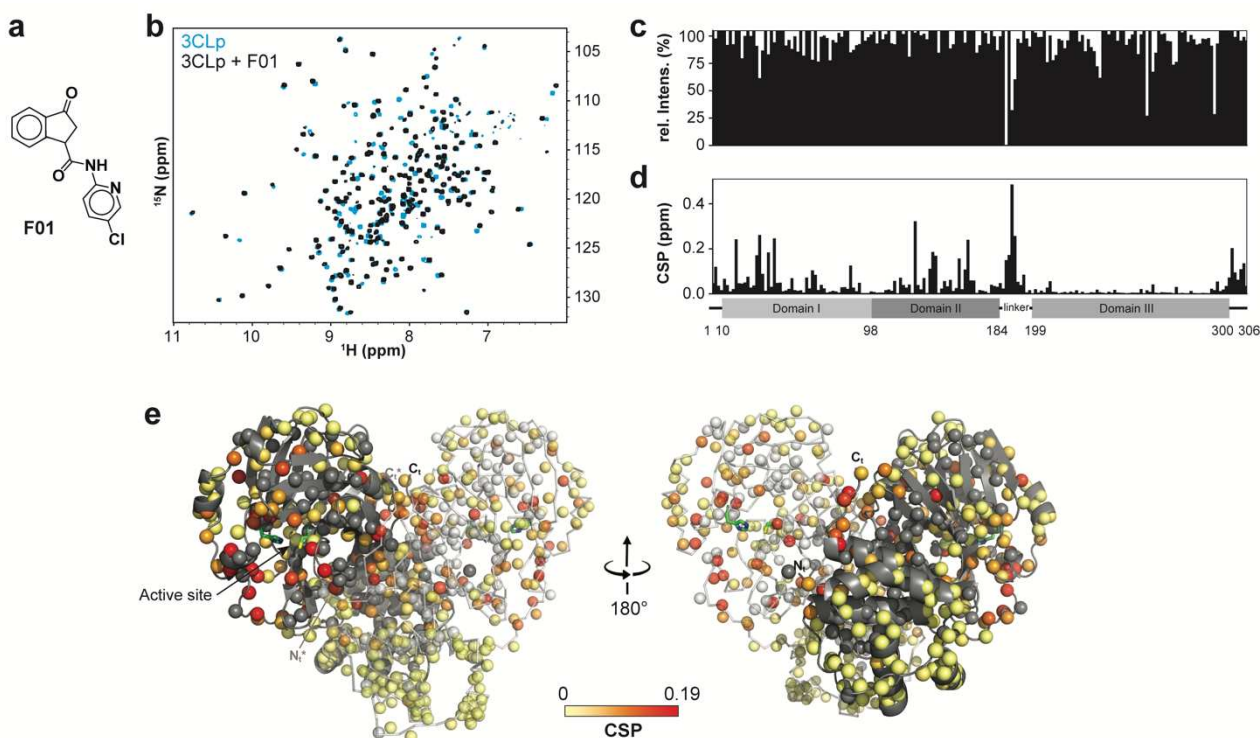 a
O
O
NH
N
Cl
F01
b
3CLp
3CLp + F01
105
110
115
120
125
130
¹⁵N (ppm)
11 10 9 8 7
¹H (ppm)
c
rel. Intens. (%)
100
75
50
25
0
d
CSP (ppm)
0.4
0.2
0.0
Domain I Domain II linker Domain III
1 10 98 184 199 300 306
e
C* Cₜ
Active site
Nₜ*
180°
Cₜ
Nₜ
0 0.19
CSP